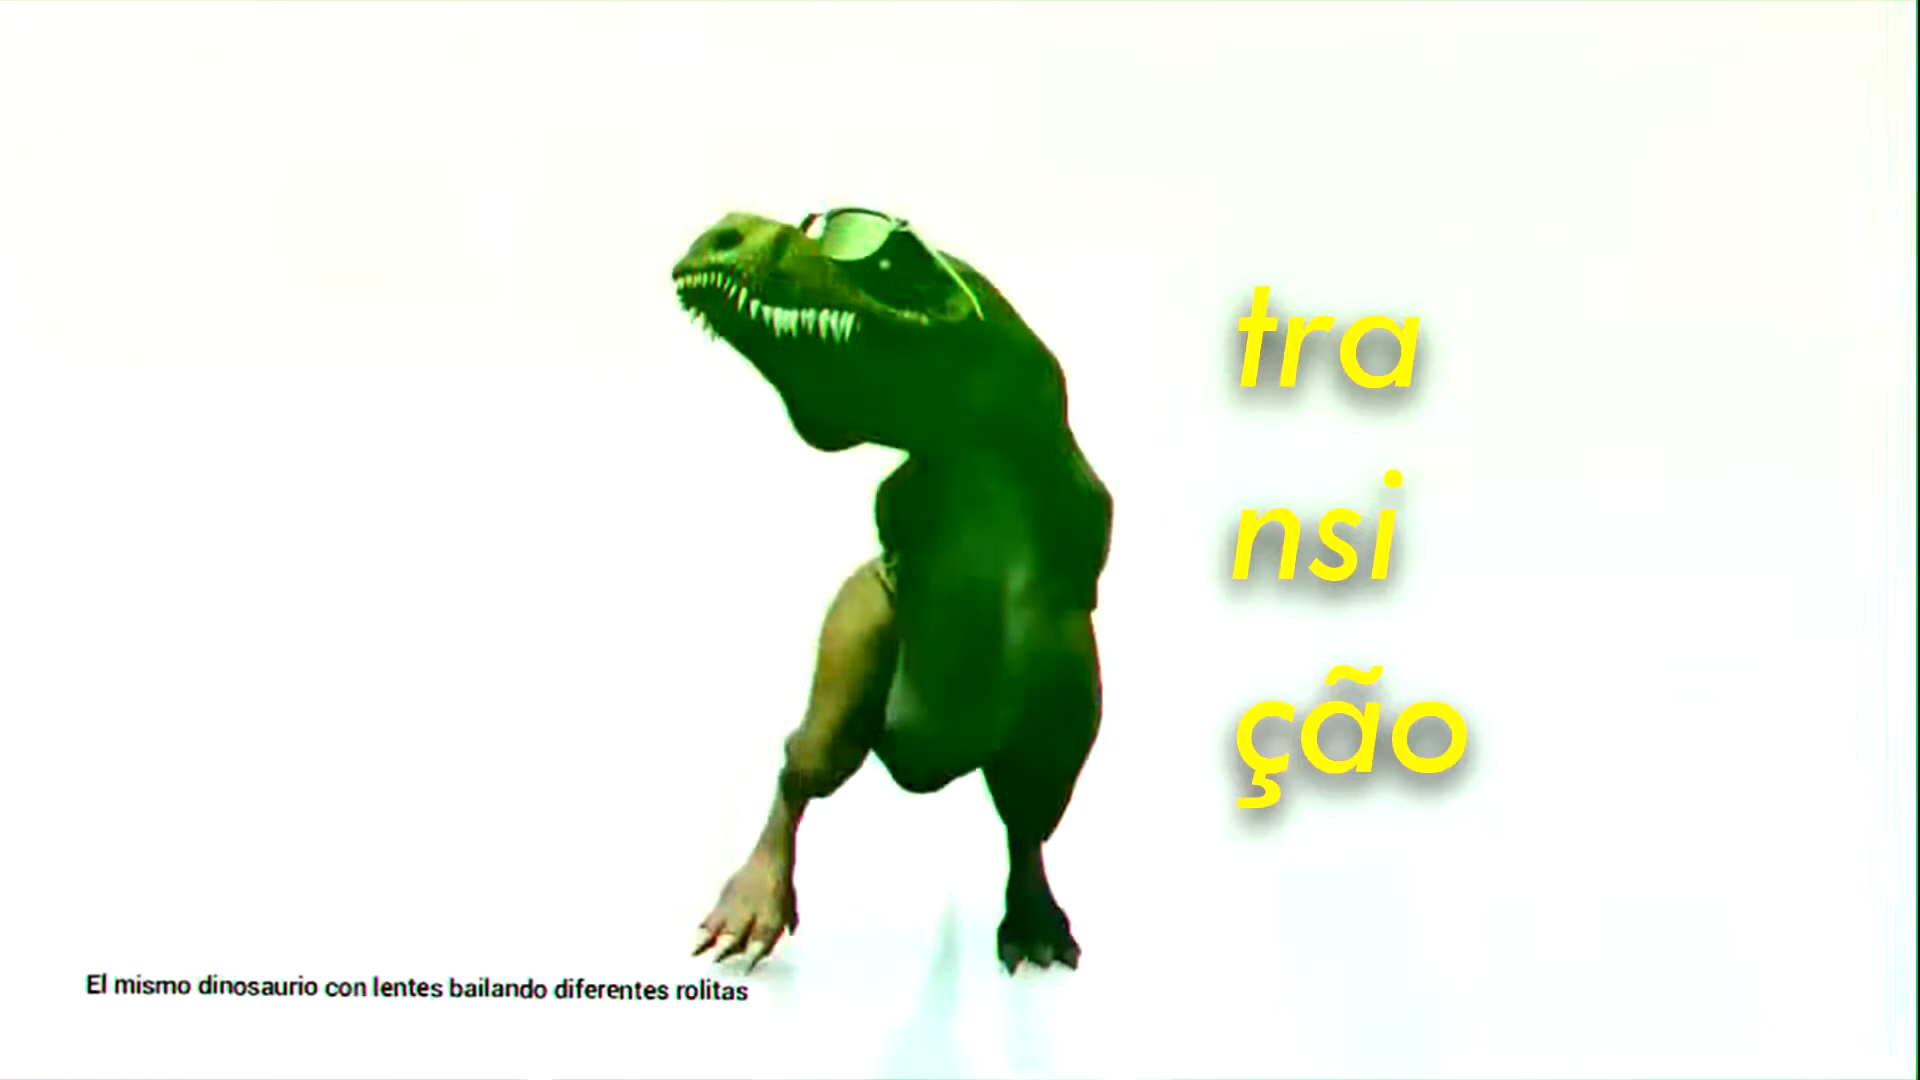 tra
nsi
ção
El mismo dinosaurio con lentes bailando diferentes rolitas